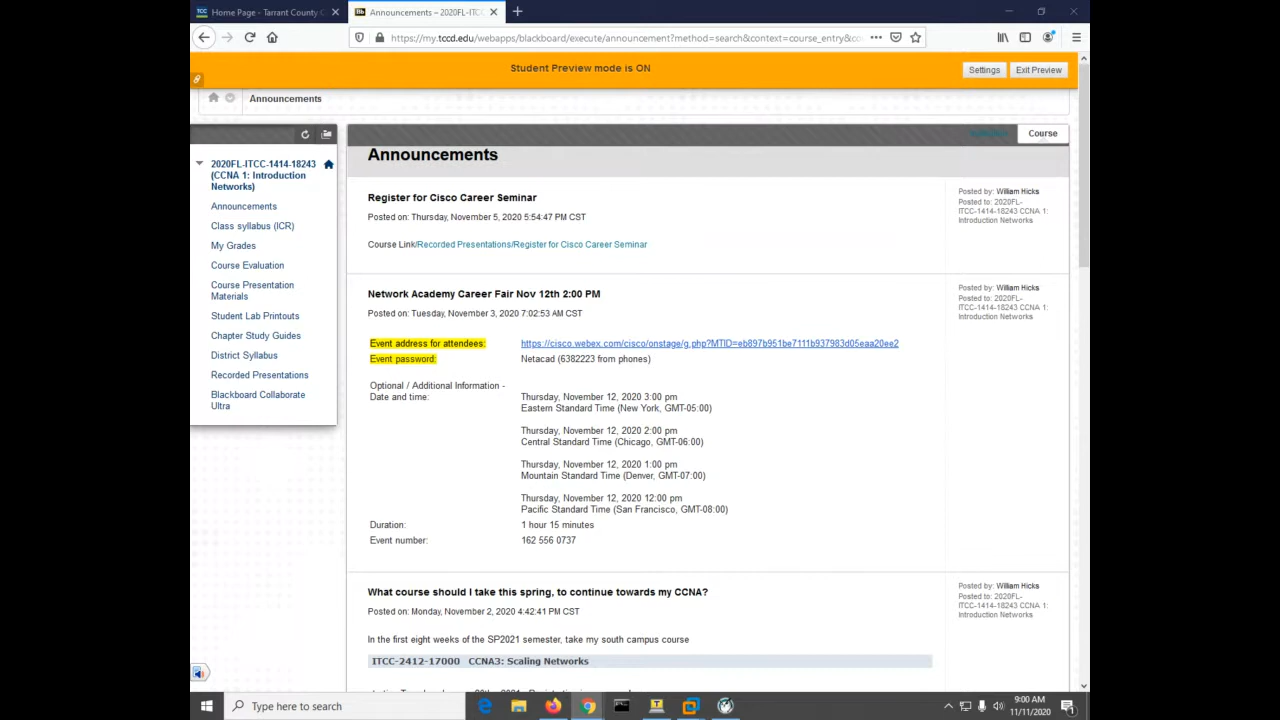 Home Page - Tarrant County C
Announcements – 2020FL-ITC
https://my.tccd.edu/webapps/blackboard/execute/announcement?method=search&context=course_entry&co
Student Preview mode is ON
Settings
Exit Preview
Announcements
Course
2020FL-ITCC-1414-18243
(CCNA 1: Introduction
Networks)
Announcements
Class syllabus (ICR)
My Grades
Course Evaluation
Course Presentation
Materials
Student Lab Printouts
Chapter Study Guides
District Syllabus
Recorded Presentations
Blackboard Collaborate
Ultra
Announcements
Register for Cisco Career Seminar
Posted on: Thursday, November 5, 2020 5:54:47 PM CST
Course Link/Recorded Presentations/Register for Cisco Career Seminar
Posted by: William Hicks
Posted to: 2020FL-
ITCC-1414-18243 CCNA 1:
Introduction Networks
Network Academy Career Fair Nov 12th 2:00 PM
Posted on: Tuesday, November 3, 2020 7:02:53 AM CST
Event address for attendees: https://cisco.webex.com/cisco/onstage/g.php?MTID=eb897b951be7111b937983d05eaa20ee2
Event password: Netacad (6382223 from phones)
Optional / Additional Information -
Date and time: Thursday, November 12, 2020 3:00 pm
Eastern Standard Time (New York, GMT-05:00)
Thursday, November 12, 2020 2:00 pm
Central Standard Time (Chicago, GMT-06:00)
Thursday, November 12, 2020 1:00 pm
Mountain Standard Time (Denver, GMT-07:00)
Thursday, November 12, 2020 12:00 pm
Pacific Standard Time (San Francisco, GMT-08:00)
Duration: 1 hour 15 minutes
Event number: 162 556 0737
Posted by: William Hicks
Posted to: 2020FL-
ITCC-1414-18243 CCNA 1:
Introduction Networks
What course should I take this spring, to continue towards my CCNA?
Posted on: Monday, November 2, 2020 4:42:41 PM CST
In the first eight weeks of the SP2021 semester, take my south campus course
ITCC-2412-17000 CCNA3: Scaling Networks
Posted by: William Hicks
Posted to: 2020FL-
ITCC-1414-18243 CCNA 1:
Introduction Networks
Type here to search
9:00 AM
11/11/2020